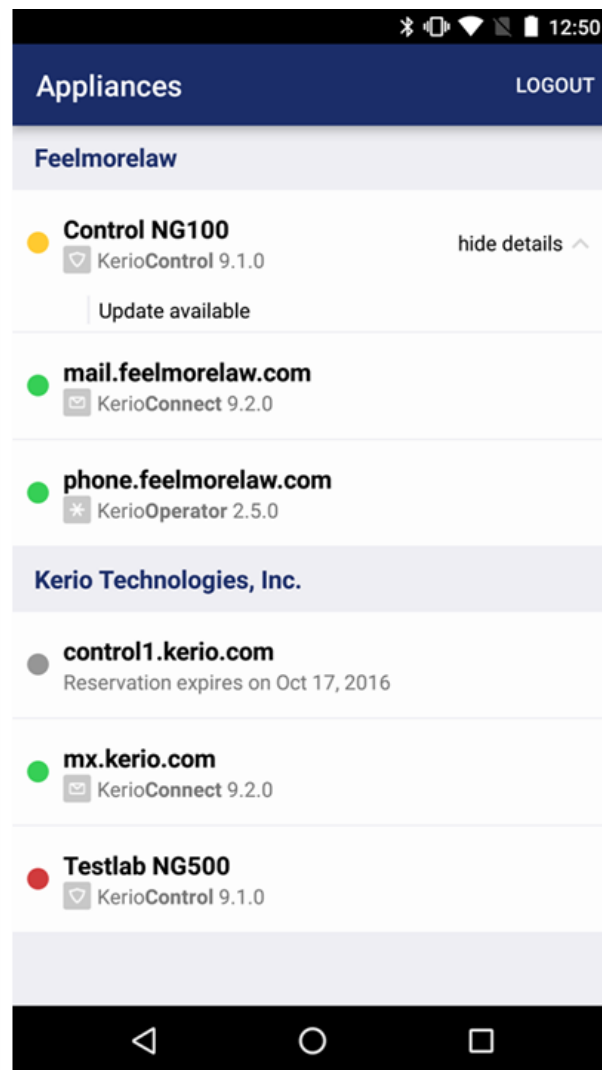 12:50
Appliances LOGOUT
Feelmorelaw
Control NG100
KerioControl 9.1.0
hide details
Update available
mail.feelmorelaw.com
KerioConnect 9.2.0
phone.feelmorelaw.com
KerioOperator 2.5.0
Kerio Technologies, Inc.
control1.kerio.com
Reservation expires on Oct 17, 2016
mx.kerio.com
KerioConnect 9.2.0
Testlab NG500
KerioControl 9.1.0